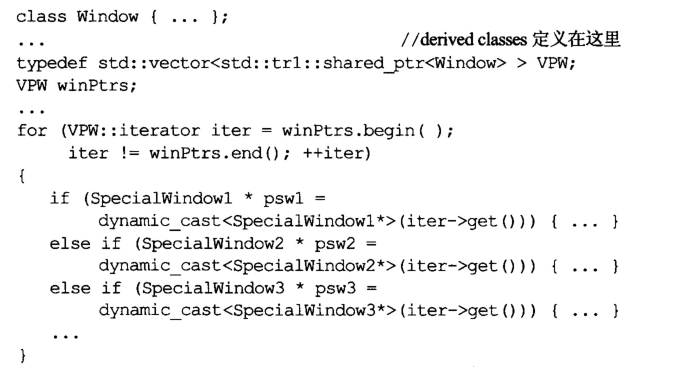 class Window { ... };
... //derived classes 定义在这里
typedef std::vector<std::tr1::shared_ptr<Window> > VPW;
VPW winPtrs;
...
for (VPW::iterator iter = winPtrs.begin( );
iter != winPtrs.end(); ++iter)
{
if (SpecialWindow1 * psw1 =
dynamic_cast<SpecialWindow1*>(iter->get())) { ... }
else if (SpecialWindow2 * psw2 =
dynamic_cast<SpecialWindow2*>(iter->get())) { ... }
else if (SpecialWindow3 * psw3 =
dynamic_cast<SpecialWindow3*>(iter->get())) { ... }
...
}